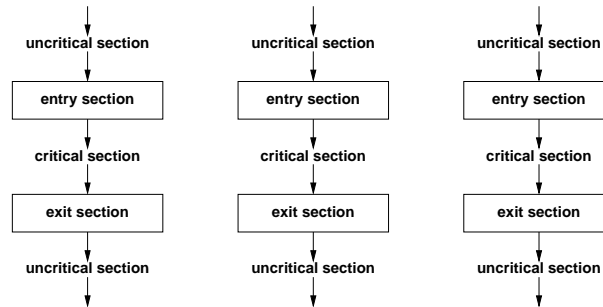 uncritical section uncritical section uncritical section
entry section entry section entry section
critical section critical section critical section
exit section exit section exit section
uncritical section uncritical section uncritical section